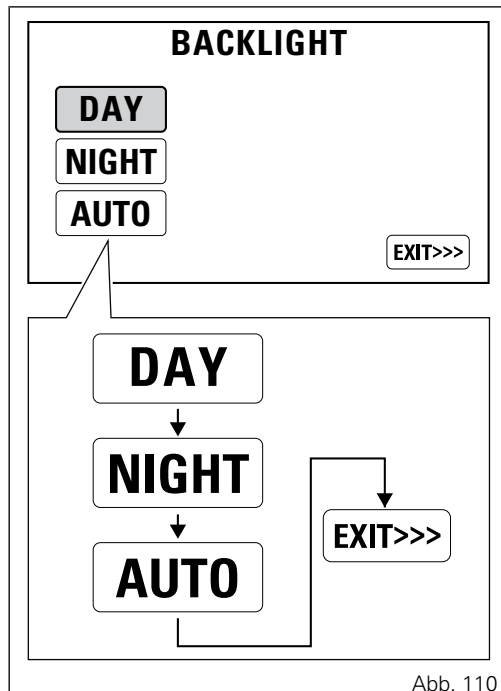 BACKLIGHT
DAY
NIGHT
AUTO
EXIT>>>
DAY
NIGHT
AUTO
EXIT>>>
Abb. 110